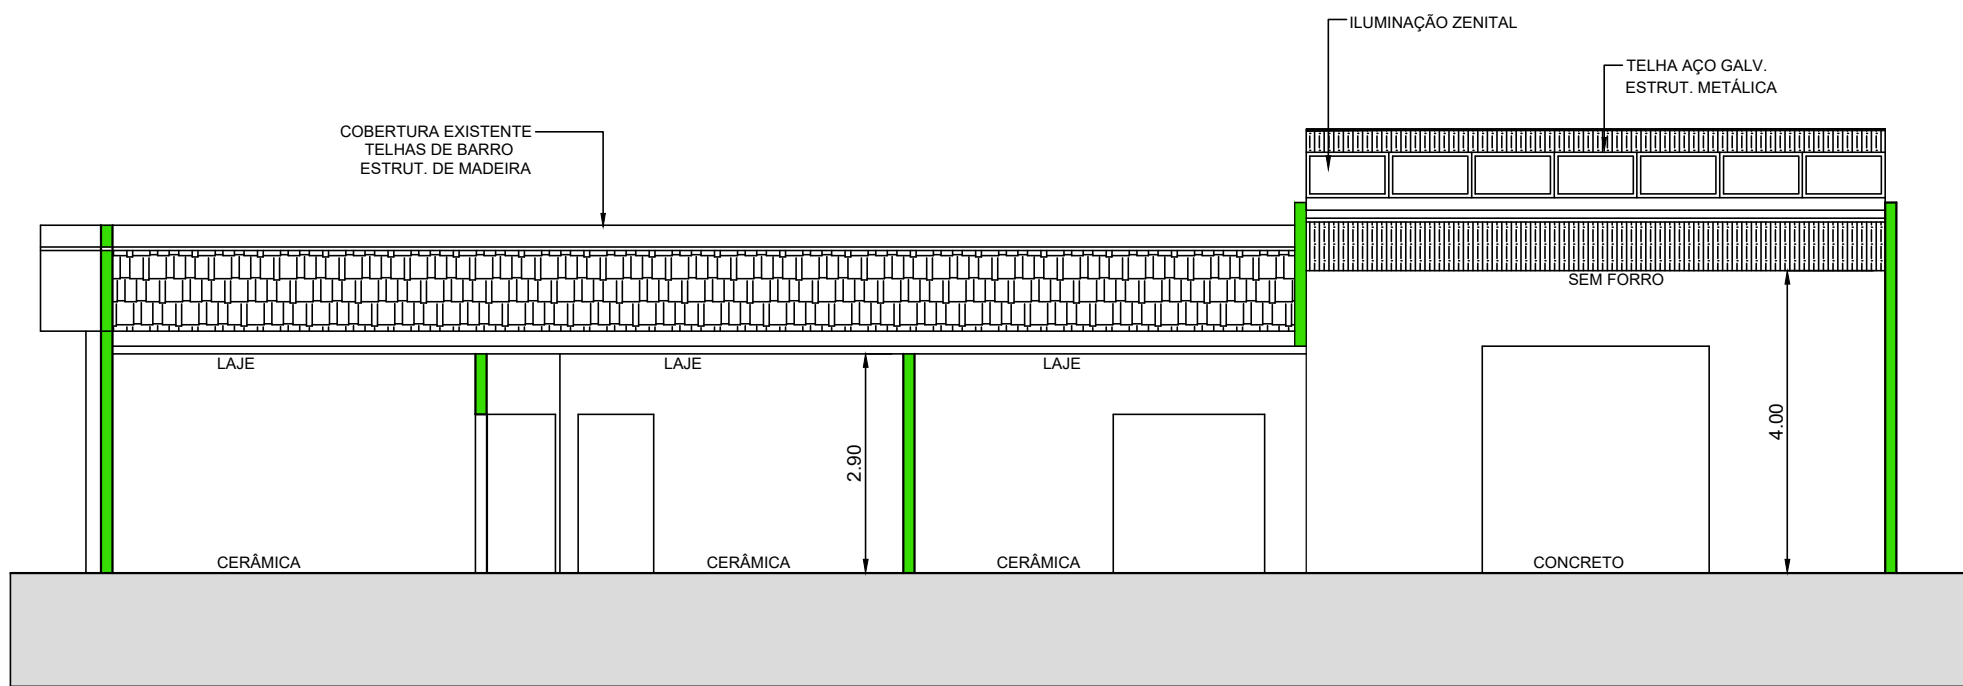 ILUMINAÇÃO ZENITAL
TELHA AÇO GALV.
ESTRUT. METÁLICA
COBERTURA EXISTENTE
TELHAS DE BARRO
ESTRUT. DE MADEIRA
SEM FORRO
LAJE
LAJE
LAJE
2.90
4.00
CERÂMICA
CERÂMICA
CERÂMICA
CONCRETO